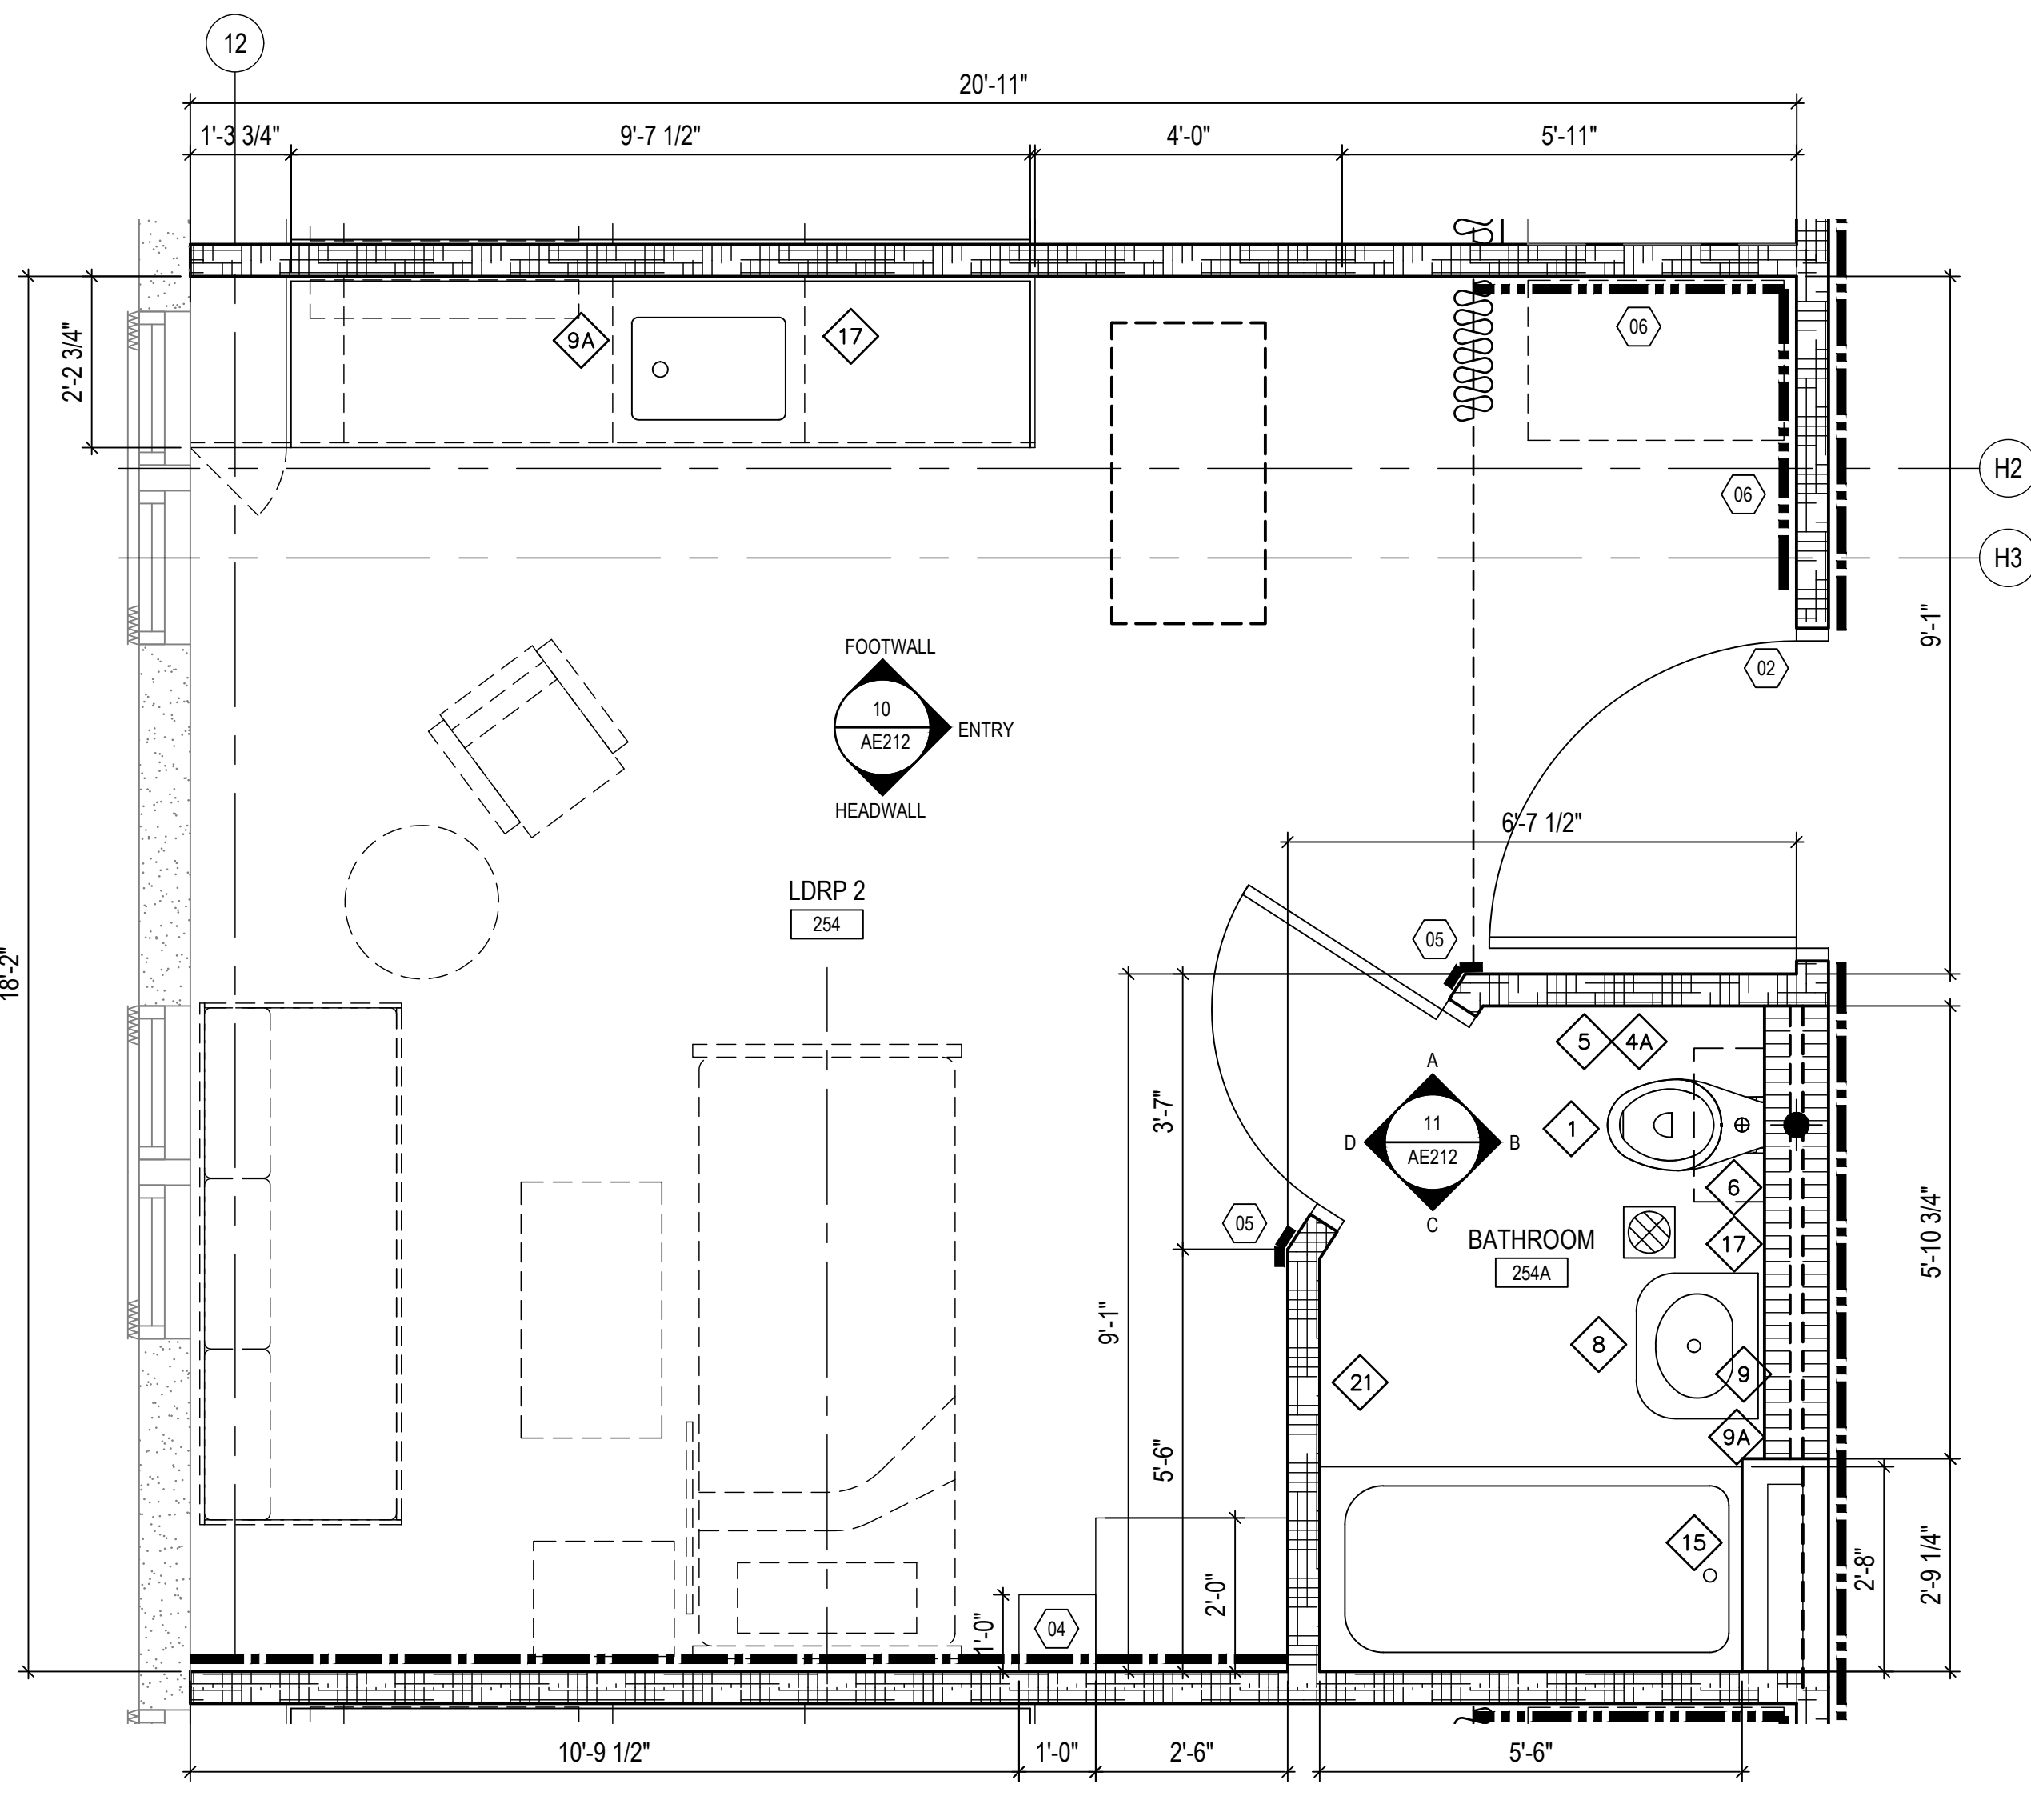 12
20'-11"
1'-3 3/4"
9'-7 1/2"
4'-0"
5'-11"
2'-2 3/4"
9A
17
06
06
H2
H3
9'-1"
02
FOOTWALL
10
AE212
ENTRY
HEADWALL
6'-7 1/2"
LDRP 2
254
18'-2"
05
5
4A
A
3'-7"
11
AE212
D
B
C
1
6
17
05
BATHROOM
254A
5'-10 3/4"
9'-1"
8
9
21
9A
5'-6"
15
2'-8"
2'-9 1/4"
2'-0"
1'-0"
04
10'-9 1/2"
1'-0"
2'-6"
5'-6"